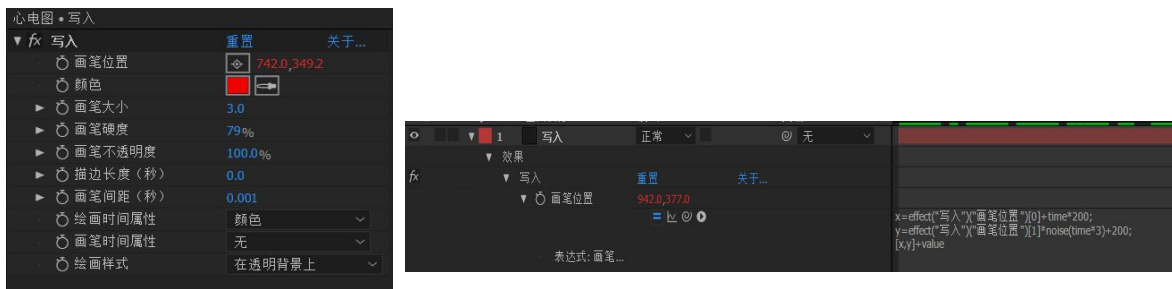 心电图 • 写入
fx 写入 重置 关于...
画笔位置 742.0,349.2
颜色
画笔大小 3.0
画笔硬度 79%
画笔不透明度 100.0%
描边长度（秒） 0.0
画笔间距（秒） 0.001
绘画时间属性 颜色
画笔时间属性 无
绘画样式 在透明背景上
1 写入 正常 无
效果
fx 写入 重置 关于...
画笔位置 942.0,377.0
x=effect("写入")("画笔位置")[0]+time*200;
y=effect("写入")("画笔位置")[1]*noise(time*3)+200;
[x,y]+value
表达式: 画笔...